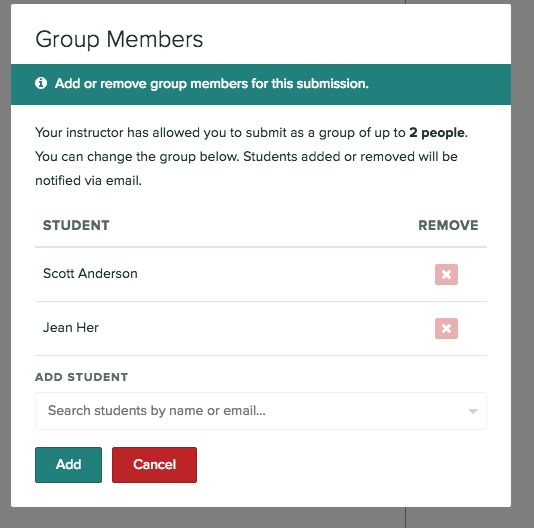 Group Members
Add or remove group members for this submission.
Your instructor has allowed you to submit as a group of up to 2 people.
You can change the group below. Students added or removed will be
notified via email.
STUDENT REMOVE
Scott Anderson
Jean Her
ADD STUDENT
Search students by name or email...
Add Cancel